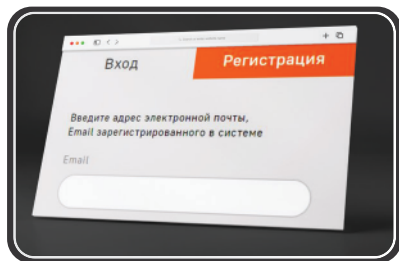 Вход
Регистрация
Введите адрес электронной почты,
Email зарегистрированного в системе
Email